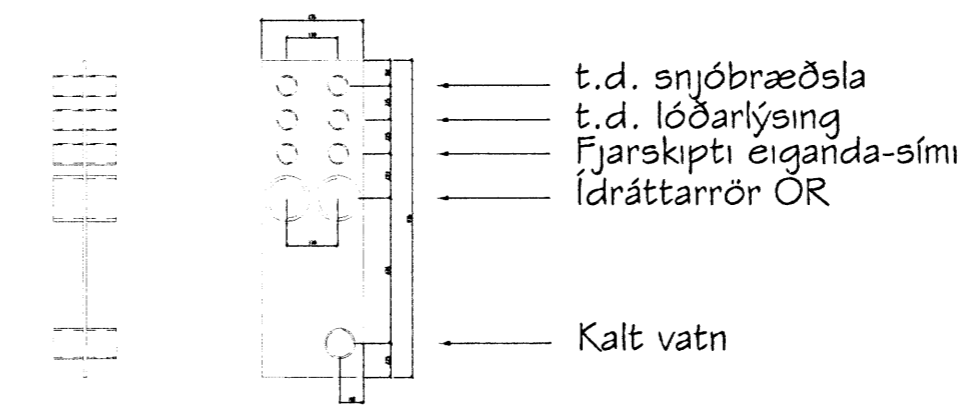 t.d. snjóbræðsla
t.d. lóðarlýsing
Fjarskipti eiganda-sími
Ídráttarrör OR
Kalt vatn